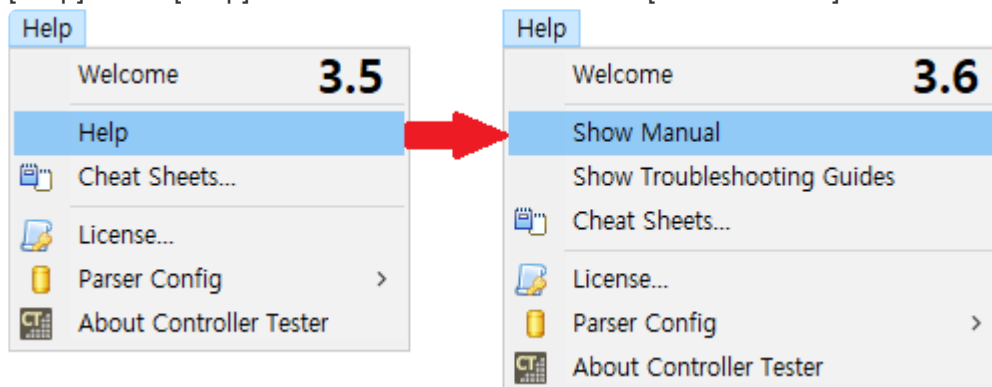 Help
Welcome 3.5
Help
Cheat Sheets...
License...
Parser Config
About Controller Tester
Help
Welcome 3.6
Show Manual
Show Troubleshooting Guides
Cheat Sheets...
License...
Parser Config
About Controller Tester